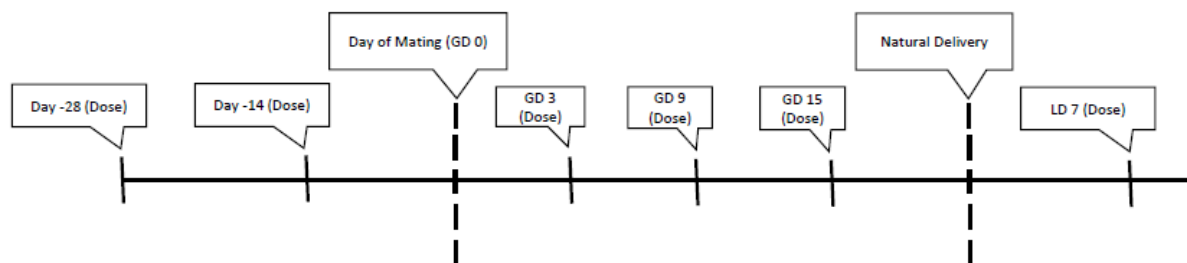 Day -28 (Dose)
Day -14 (Dose)
Day of Mating (GD 0)
GD 3
(Dose)
GD 9
(Dose)
GD 15
(Dose)
Natural Delivery
LD 7 (Dose)